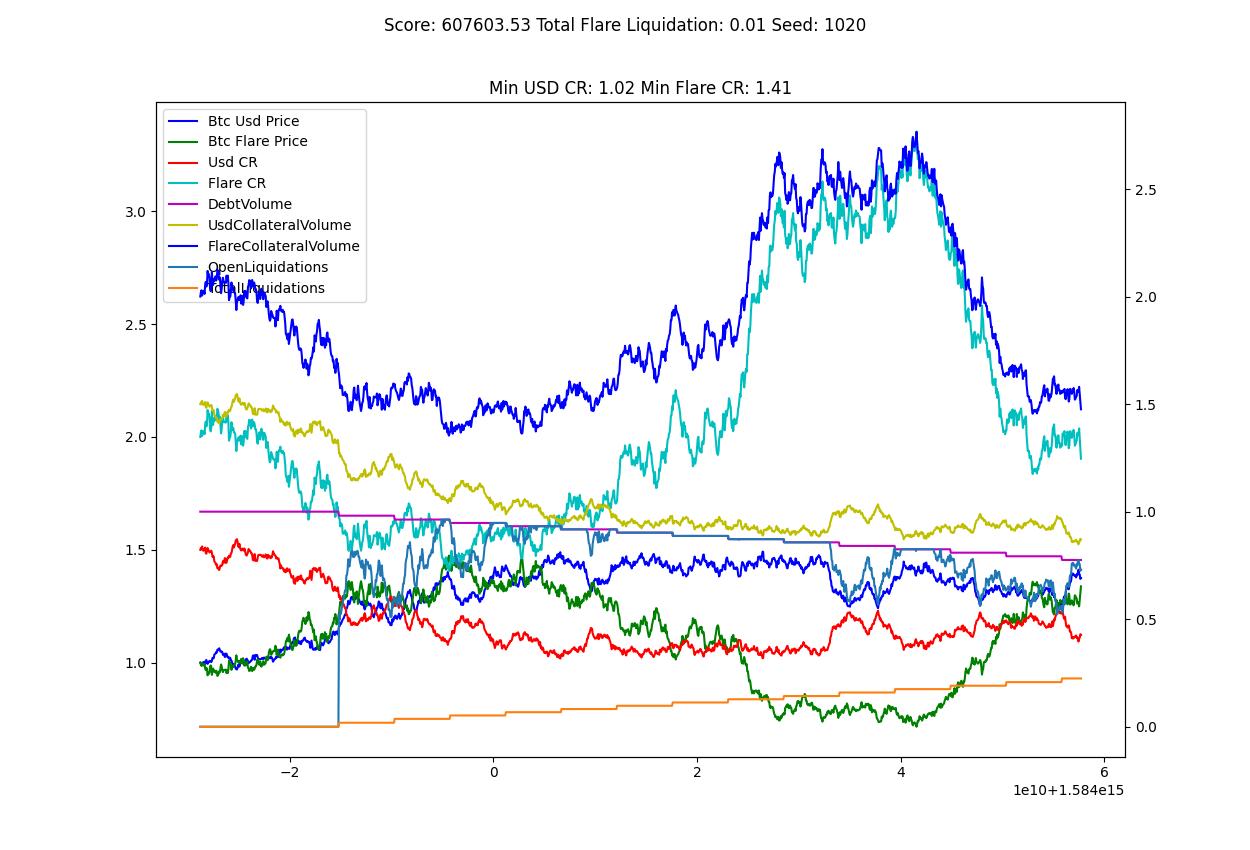 Score: 607603.53 Total Flare Liquidation: 0.01 Seed: 1020
Min USD CR: 1.02 Min Flare CR: 1.41
Btc Usd Price
Btc Flare Price
Usd CR
Flare CR
DebtVolume
UsdCollateralVolume
FlareCollateralVolume
OpenLiquidations
TotalLiquidations
3.0
2.5
2.0
1.5
1.0
2.5
2.0
1.5
1.0
0.5
0.0
−2
0
2
4
6
1e10+1.584e15